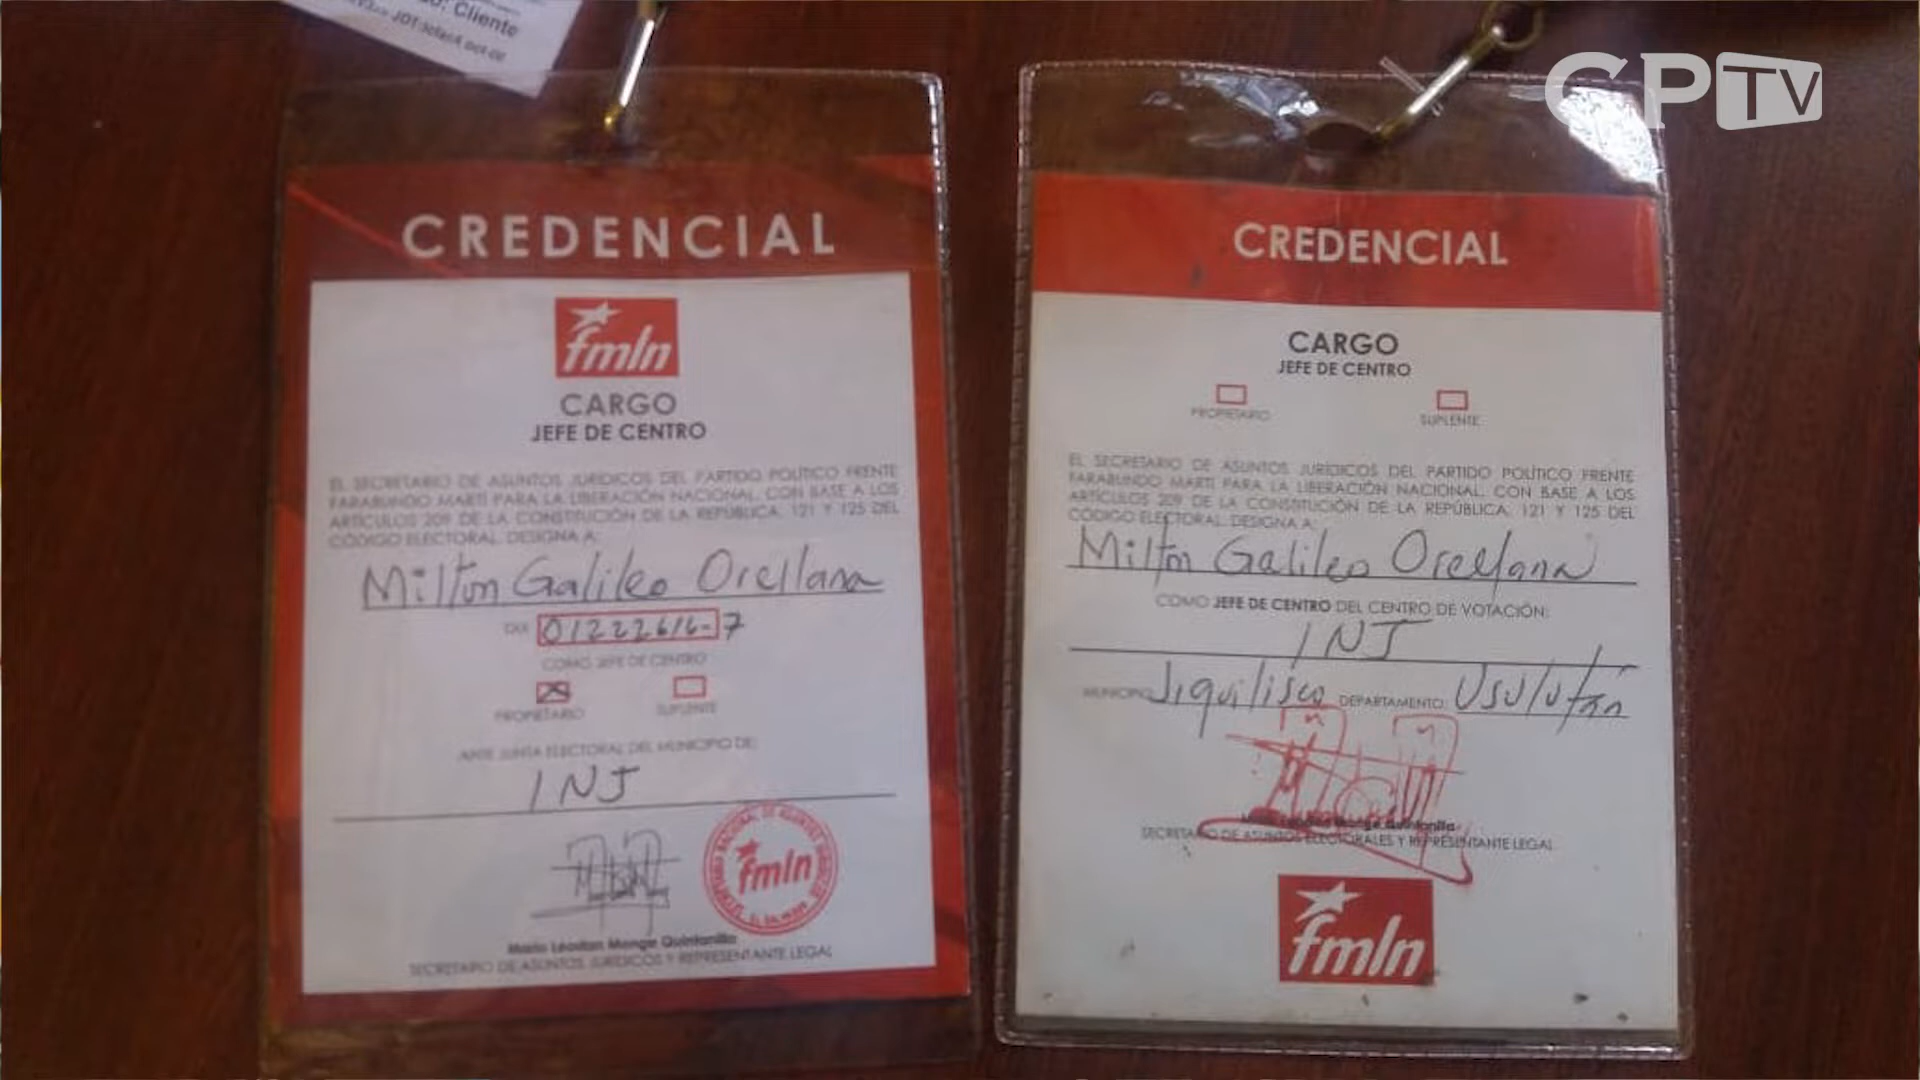 Cliente
CPTV
CREDENCIAL
fmln
CARGO
JEFE DE CENTRO
EL SECRETARIO DE ASUNTOS JURÍDICOS DEL PARTIDO POLÍTICO FRENTE
FARABUNDO MARTÍ PARA LA LIBERACIÓN NACIONAL, CON BASE A LOS
ARTÍCULOS 209 DE LA CONSTITUCIÓN DE LA REPÚBLICA, 121 Y 125 DEL
CÓDIGO ELECTORAL, DESIGNA A:
Milton Galileo Orellana
DUI 01222616-7
COMO JEFE DE CENTRO
PROPIETARIO SUPLENTE
ANTE JUNTA ELECTORAL DEL MUNICIPIO DE:
INJ
fmln
Mario Leodan Monge Quintanilla
SECRETARIO DE ASUNTOS JURÍDICOS Y REPRESENTANTE LEGAL
CREDENCIAL
CARGO
JEFE DE CENTRO
PROPIETARIO SUPLENTE
EL SECRETARIO DE ASUNTOS JURÍDICOS DEL PARTIDO POLÍTICO FRENTE
FARABUNDO MARTÍ PARA LA LIBERACIÓN NACIONAL, CON BASE A LOS
ARTÍCULOS 209 DE LA CONSTITUCIÓN DE LA REPÚBLICA, 121 Y 125 DEL
CÓDIGO ELECTORAL, DESIGNA A:
Milton Galileo Orellana
COMO JEFE DE CENTRO DEL CENTRO DE VOTACIÓN:
INJ
MUNICIPIO: Jiquilisco DEPARTAMENTO: Usulután
Monge Quintanilla
SECRETARIO DE ASUNTOS ELECTORALES Y REPRESENTANTE LEGAL
fmln